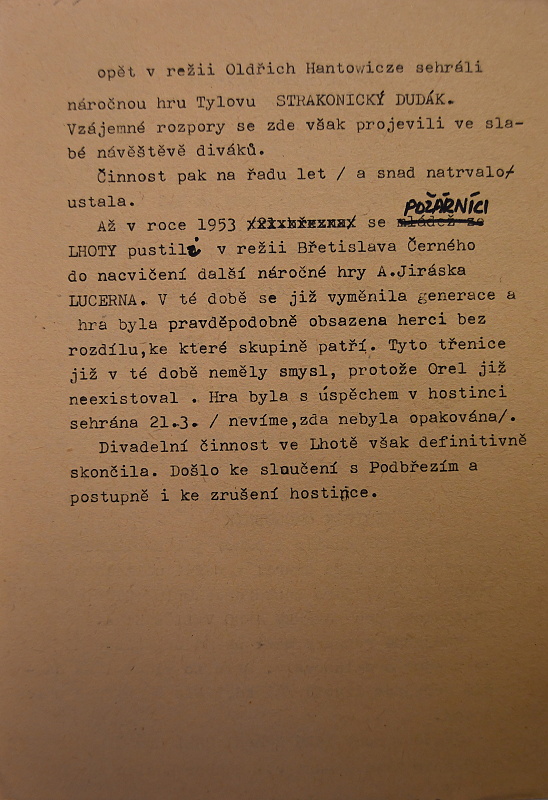 opět v režii Oldřich Hantowicze sehráli
náročnou hru Tylovu STRAKONICKÝ DUDÁK.
Vzájemné rozpory se zde však projevili ve sla-
bé návěštěvě diváků.
Činnost pak na řadu let / a snad natrvalo/
ustala.
POŽÁRNÍCI
Až v roce 1953 /21.března/ se mládež ze
LHOTY pustili v režii Břetislava Černého
do nacvičení další náročné hry A.Jiráska
LUCERNA. V té době se již vyměnila generace a
hra byla pravděpodobně obsazena herci bez
rozdílu,ke které skupině patří. Tyto třenice
již v té době neměly smysl, protože Orel již
neexistoval . Hra byla s úspěchem v hostinci
sehrána 21.3. / nevíme,zda nebyla opakována/.
Divadelní činnost ve Lhotě však definitivně
skončila. Došlo ke sloučení s Podbřezím a
postupně i ke zrušení hostince.